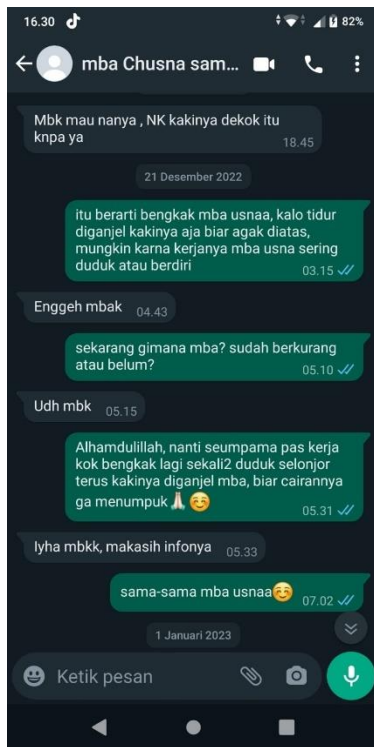 16.30
82%
mba Chusna sam...
Mbk mau nanya , NK kakinya dekok itu
knpa ya
18.45
21 Desember 2022
itu berarti bengkak mba usnaa, kalo tidur
diganjel kakinya aja biar agak diatas,
mungkin karna kerjanya mba usna sering
duduk atau berdiri
03.15
Enggeh mbak
04.43
sekarang gimana mba? sudah berkurang
atau belum?
05.10
Udh mbk
05.15
Alhamdulillah, nanti seumpama pas kerja
kok bengkak lagi sekali2 duduk selonjor
terus kakinya diganjel mba, biar cairannya
ga menumpuk🙏🏻☺️
05.31
Iyha mbkk, makasih infonya
05.33
sama-sama mba usnaa☺️
07.02
1 Januari 2023
Ketik pesan